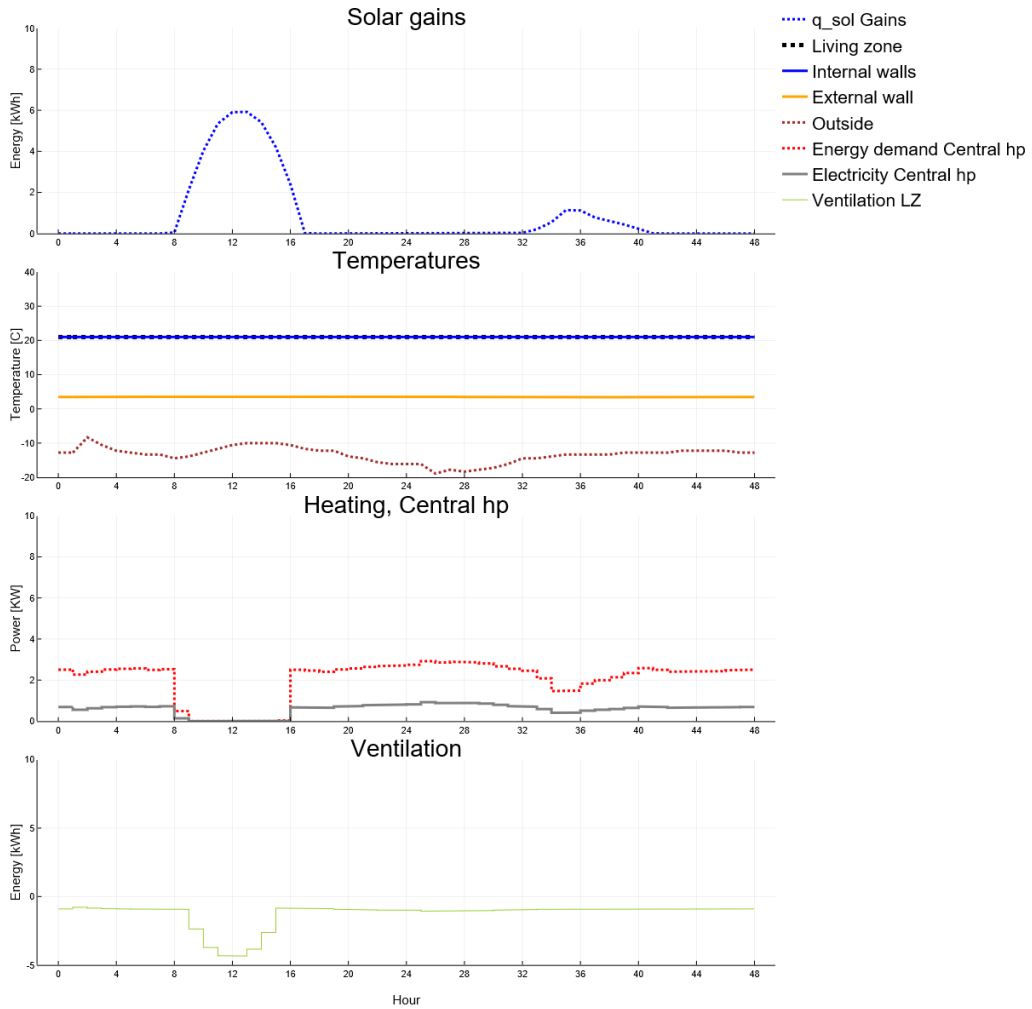 Solar gains
Energy [kWh]
10
8
6
4
2
0
0 4 8 12 16 20 24 28 32 36 40 44 48
q_sol Gains
Living zone
Internal walls
External wall
Outside
Energy demand Central hp
Electricity Central hp
Ventilation LZ
Temperatures
Temperature [C]
40
30
20
10
0
-10
-20
0 4 8 12 16 20 24 28 32 36 40 44 48
Heating, Central hp
Power [KW]
10
8
6
4
2
0
0 4 8 12 16 20 24 28 32 36 40 44 48
Ventilation
Energy [kWh]
10
5
0
-5
0 4 8 12 16 20 24 28 32 36 40 44 48
Hour